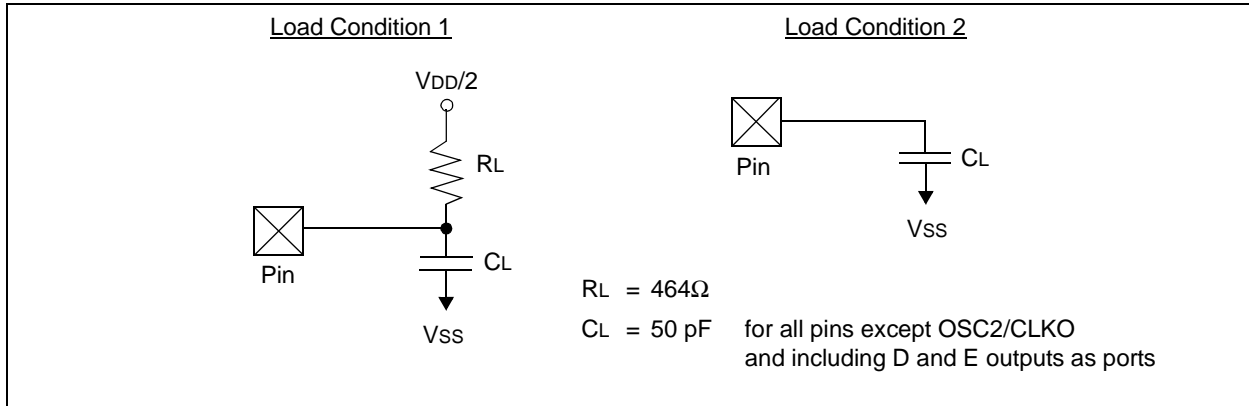 Load Condition 1
VDD/2
RL
Pin
CL
VSS
Load Condition 2
Pin
CL
VSS
RL = 464Ω
CL = 50 pF for all pins except OSC2/CLKO
and including D and E outputs as ports